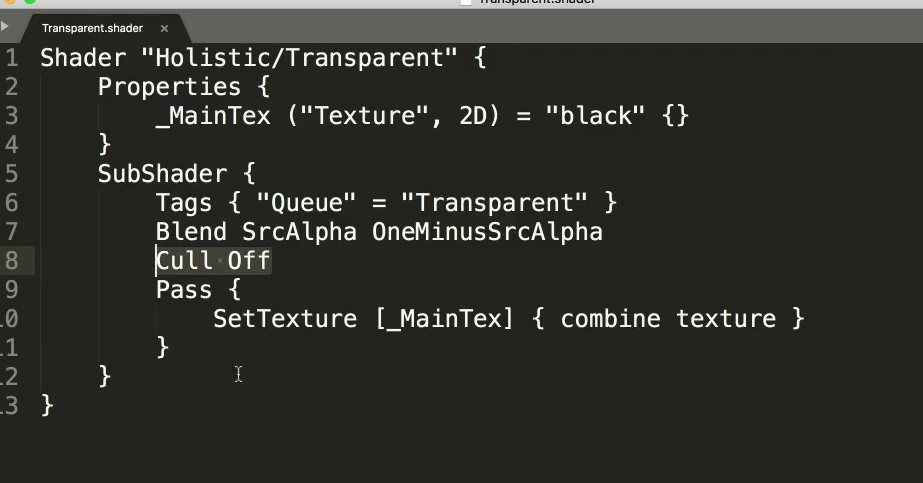 Transparent.shader
Transparent.shader ×
1 Shader "Holistic/Transparent" {
2 Properties {
3 _MainTex ("Texture", 2D) = "black" {}
4 }
5 SubShader {
6 Tags { "Queue" = "Transparent" }
7 Blend SrcAlpha OneMinusSrcAlpha
8 Cull Off
9 Pass {
10 SetTexture [_MainTex] { combine texture }
11 }
12 }
13 }